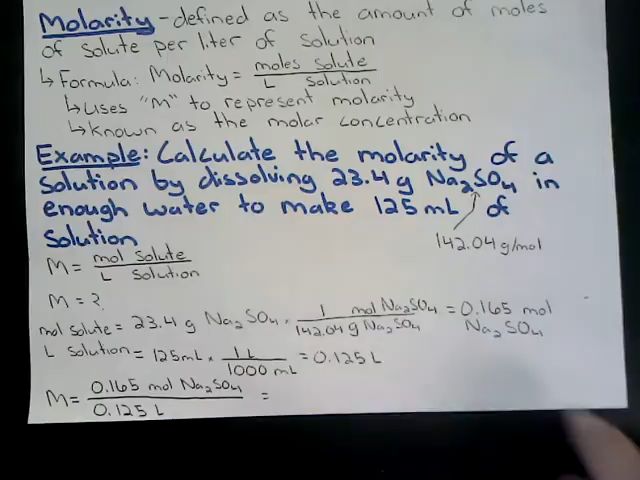 Molarity - defined as the amount of moles
of solute per liter of solution
↳ Formula: Molarity = moles solute / L solution
↳ Uses "M" to represent molarity
↳ Known as the molar concentration
Example: Calculate the molarity of a
solution by dissolving 23.4 g Na₂SO₄ in
enough water to make 125 mL of
solution
142.04 g/mol
M = mol solute / L solution
M = ?
mol solute = 23.4 g Na₂SO₄ · 1 mol Na₂SO₄ / 142.04 g Na₂SO₄ = 0.165 mol
Na₂SO₄
L solution = 125 mL · 1 L / 1000 mL = 0.125 L
M = 0.165 mol Na₂SO₄ / 0.125 L =